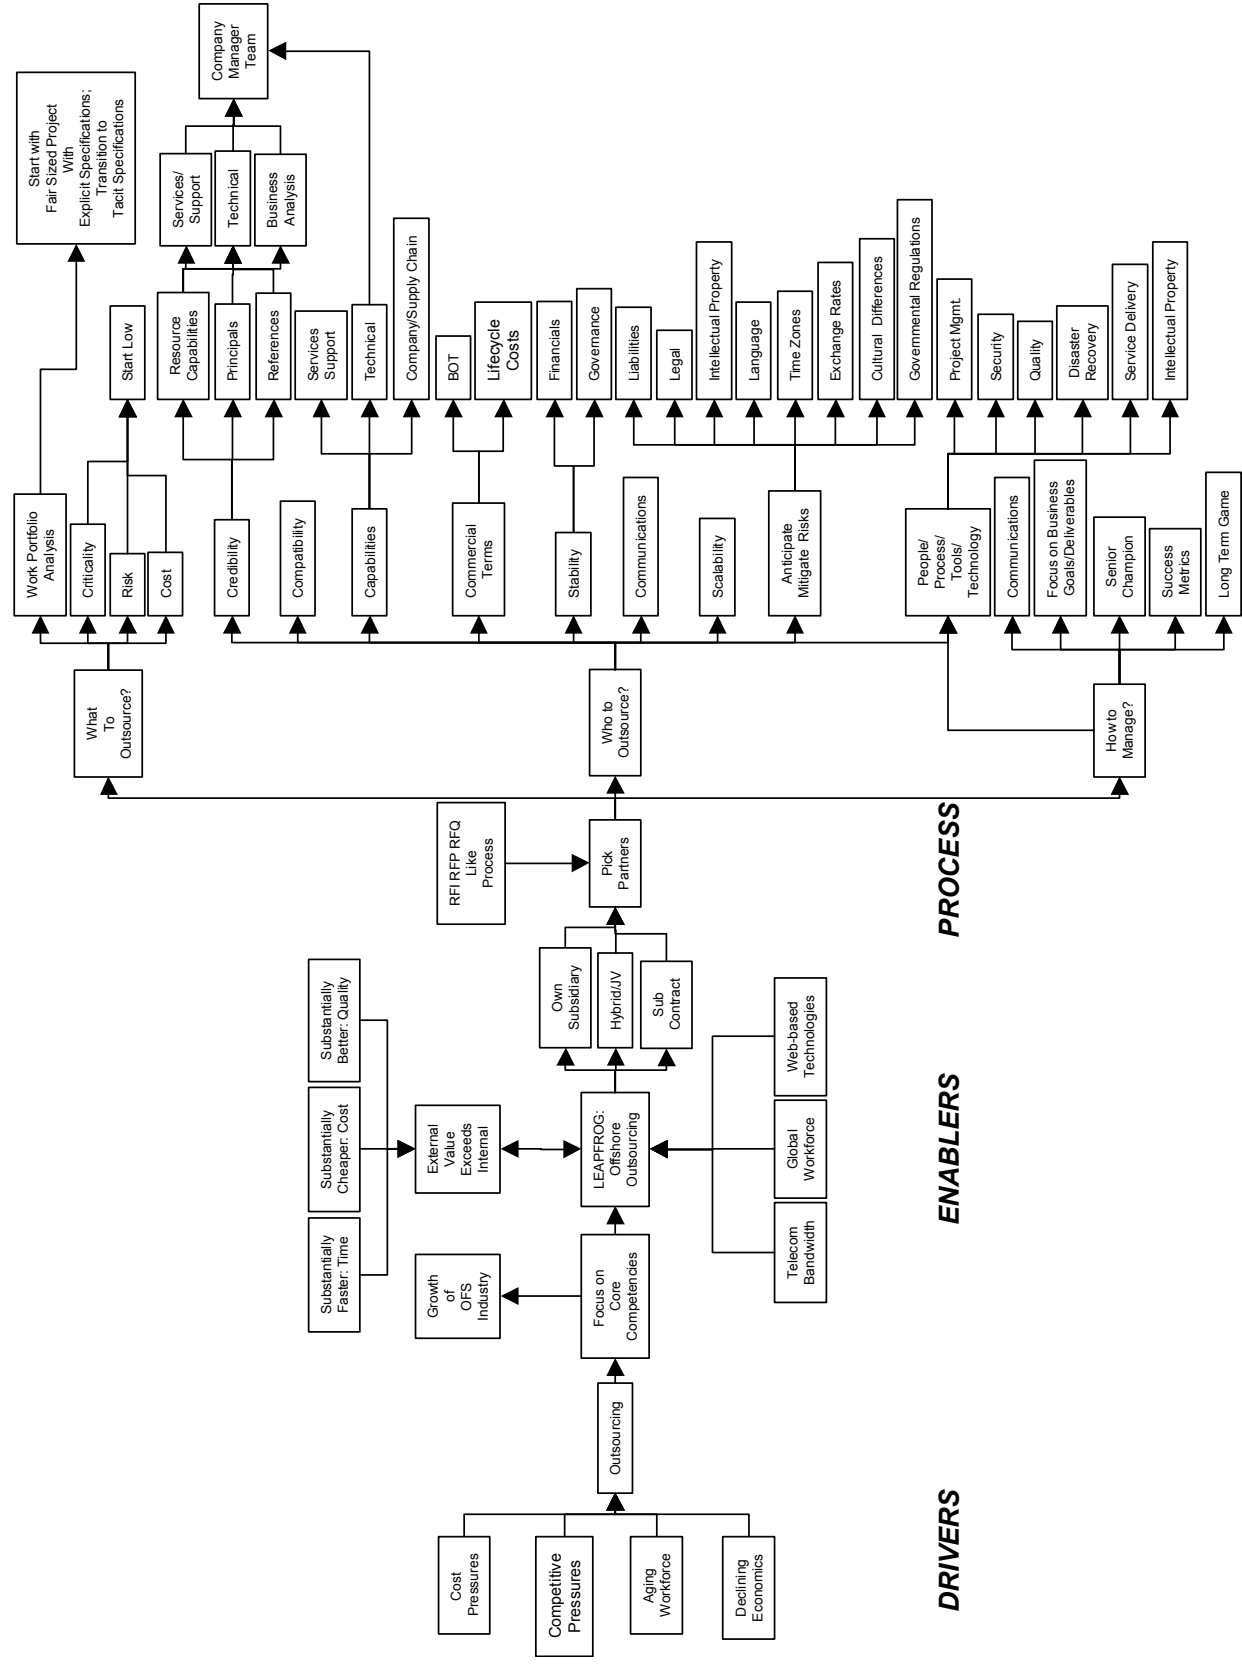 Cost
Pressures
Competitive
Pressures
Aging
Workforce
Declining
Economics
Outsourcing
Growth
of
OFS
Industry
Focus on
Core
Competencies
Substantially
Faster: Time
Substantially
Cheaper: Cost
Substantially
Better: Quality
External
Value
Exceeds
Internal
LEAPFROG:
Offshore
Outsourcing
Telecom
Bandwidth
Global
Workforce
Web-based
Technologies
Own
Subsidiary
Hybrid/JV
Sub
Contract
RFI RFP RFQ
Like
Process
Pick
Partners
What
To
Outsource?
Who to
Outsource?
How to
Manage?
Work Portfolio
Analysis
Criticality
Risk
Cost
Credibility
Compatibility
Capabilities
Commercial
Terms
Stability
Communications
Scalability
Anticipate
Mitigate Risks
People/
Process/
Tools/
Technology
Communications
Focus on Business
Goals/Deliverables
Senior
Champion
Success
Metrics
Long Term Game
Start Low
Resource
Capabilities
Principals
References
Services
Support
Technical
Company/Supply Chain
BOT
Lifecycle
Costs
Financials
Governance
Liabilities
Legal
Intellectual Property
Language
Time Zones
Exchange Rates
Cultural Differences
Governmental Regulations
Project Mgmt.
Security
Quality
Disaster
Recovery
Service Delivery
Intellectual Property
Start with
Fair Sized Project
With
Explicit Specifications;
Transition to
Tacit Specifications
Services/
Support
Technical
Business
Analysis
Company
Manager
Team
DRIVERS
ENABLERS
PROCESS